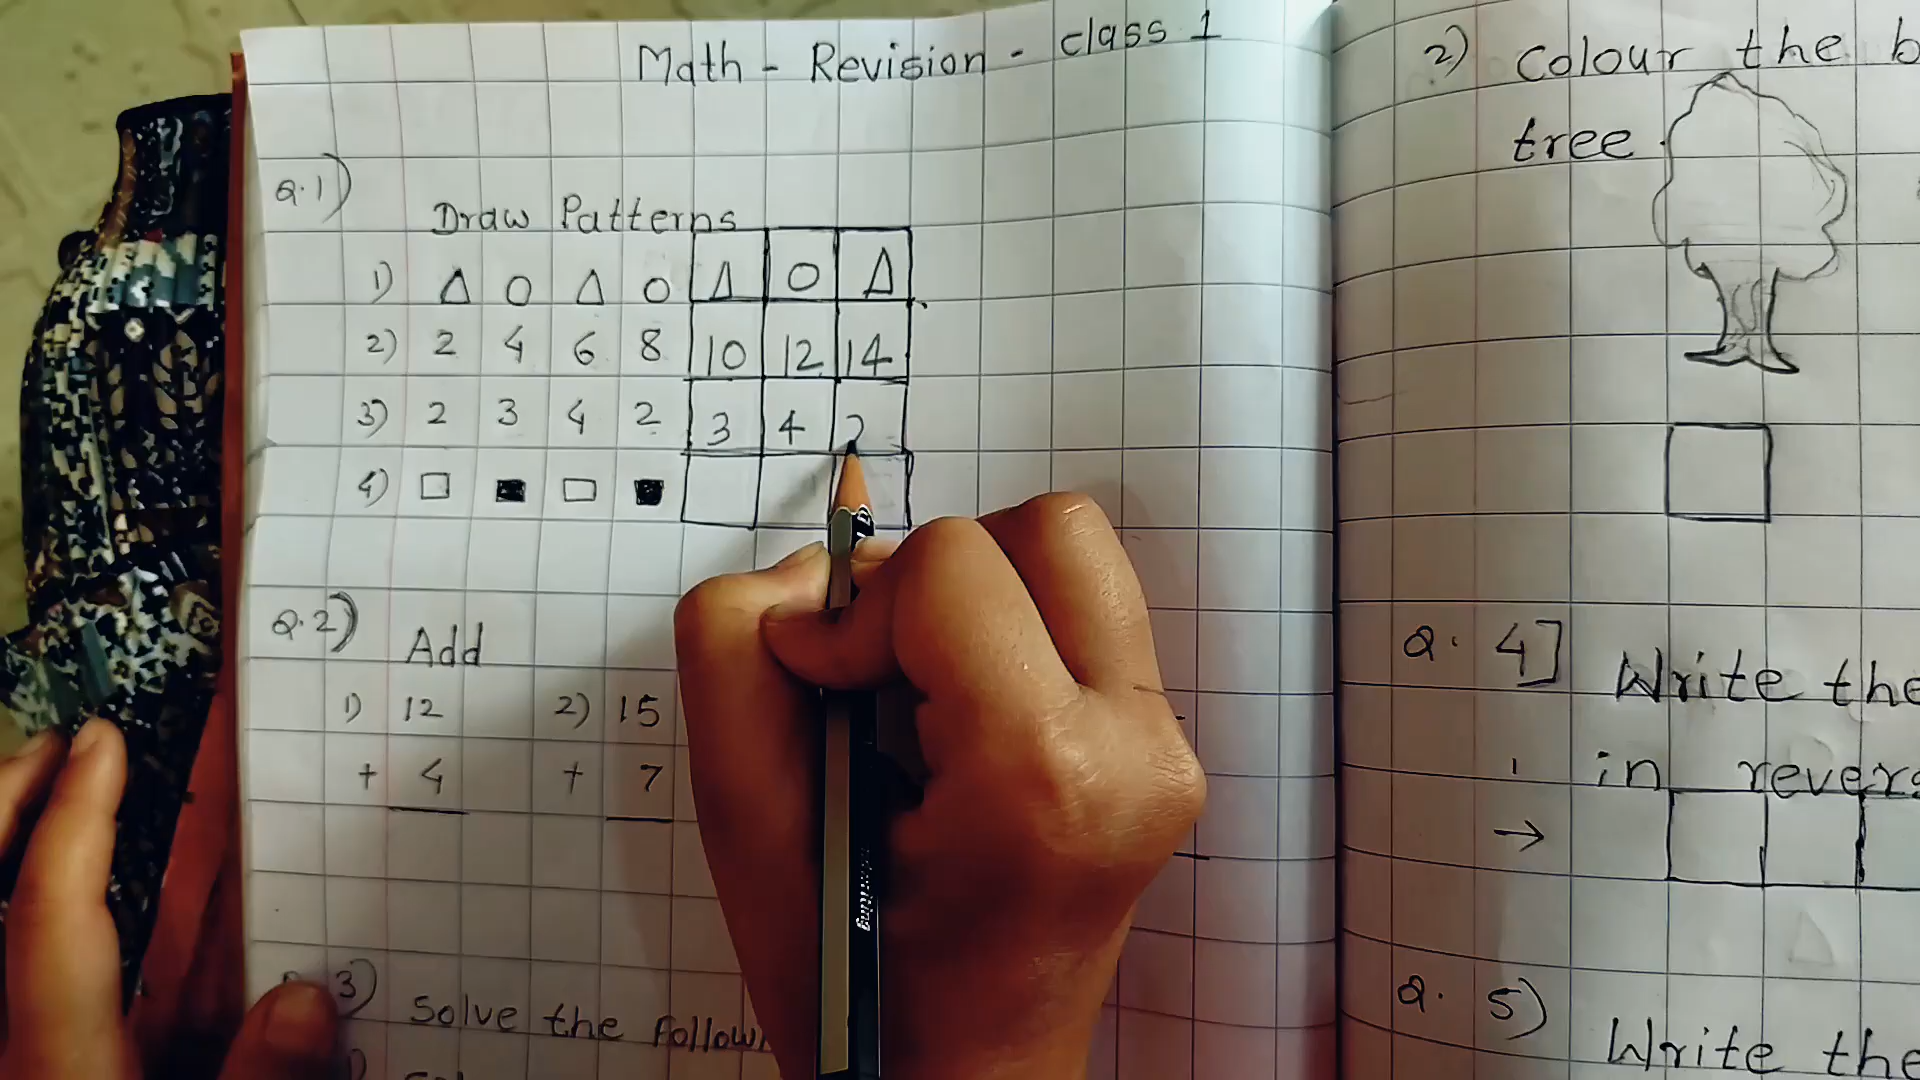 Math - Revision - class 1
Q.1)
Draw Patterns
1) Δ O Δ O Δ O Δ
2) 2 4 6 8 10 12 14
3) 2 3 4 2 3 4 2
4) □ ■ □ ■
Q.2) Add
1) 12 2) 15
+ 4 + 7
3)
Solve the
2) Colour the
tree
Q. 4] Write the
in
→
Q. 5)
Write the